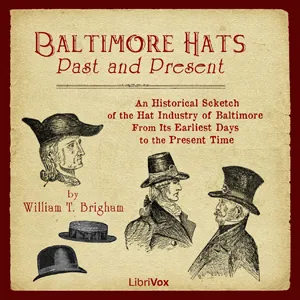 BALTIMORE HATS
Past and Present
An Historical Scketch
of the Hat Industry of Baltimore
From Its Earliest Days
to the Present Time
by
William T. Brigham
LibriVox